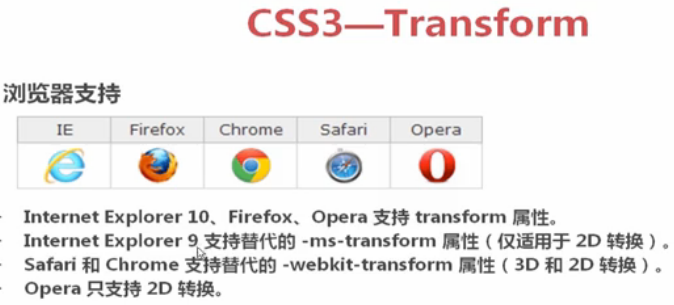 CSS3—Transform
浏览器支持
IE Firefox Chrome Safari Opera
Internet Explorer 10、Firefox、Opera 支持 transform 属性。
Internet Explorer 9 支持替代的 -ms-transform 属性（仅适用于 2D 转换）。
Safari 和 Chrome 支持替代的 -webkit-transform 属性（3D 和 2D 转换）。
Opera 只支持 2D 转换。